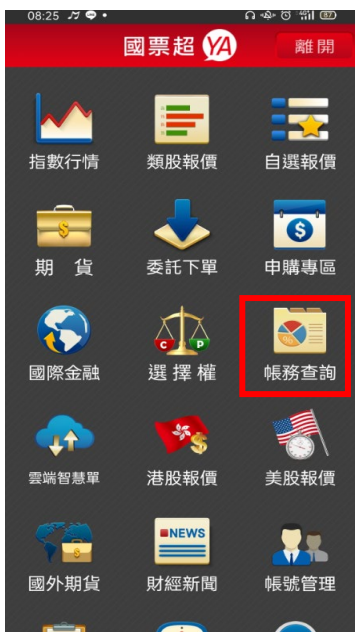 08:25
87
國票超 YA
離開
指數行情 類股報價 自選報價
$
$
期 貨 委託下單 申購專區
C P
%
國際金融 選擇權 帳務查詢
$
雲端智慧單 港股報價 美股報價
NEWS
$
國外期貨 財經新聞 帳號管理